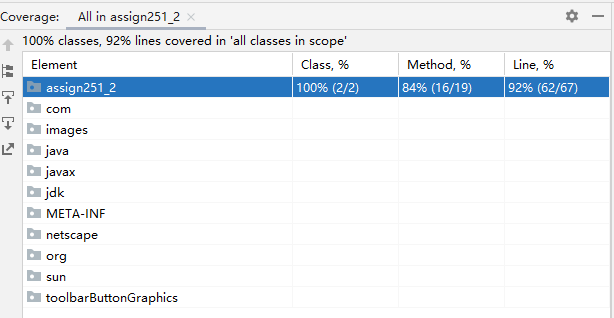 Coverage: All in assign251_2
100% classes, 92% lines covered in 'all classes in scope'
Element Class, % Method, % Line, %
assign251_2 100% (2/2) 84% (16/19) 92% (62/67)
com
images
java
javax
jdk
META-INF
netscape
org
sun
toolbarButtonGraphics